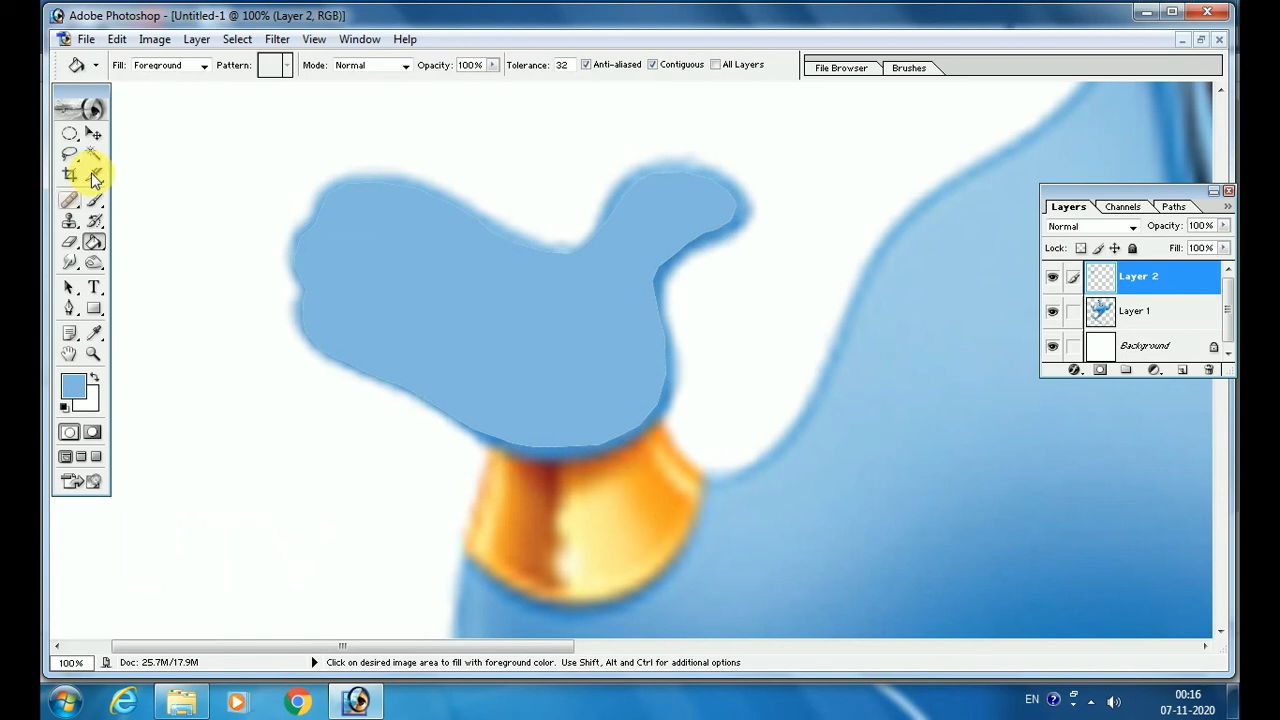 Adobe Photoshop - [Untitled-1 @ 100% (Layer 2, RGB)]
File Edit Image Layer Select Filter View Window Help
Fill: Foreground Pattern: Mode: Normal Opacity: 100% Tolerance: 32 Anti-aliased Contiguous All Layers
File Browser Brushes
Layers Channels Paths
Normal Opacity: 100%
Lock: Fill: 100%
Layer 2
Layer 1
Background
UTV
100% Doc: 25.7M/17.9M Click on desired image area to fill with foreground color. Use Shift, Alt and Ctrl for additional options
EN 00:16
07-11-2020